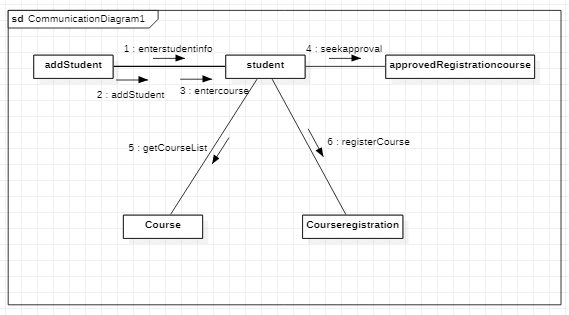 sd CommunicationDiagram1
1 : enterstudentinfo
4 : seekapproval
addStudent
student
approvedRegistrationcourse
2 : addStudent
3 : entercourse
5 : getCourseList
6 : registerCourse
Course
Courseregistration